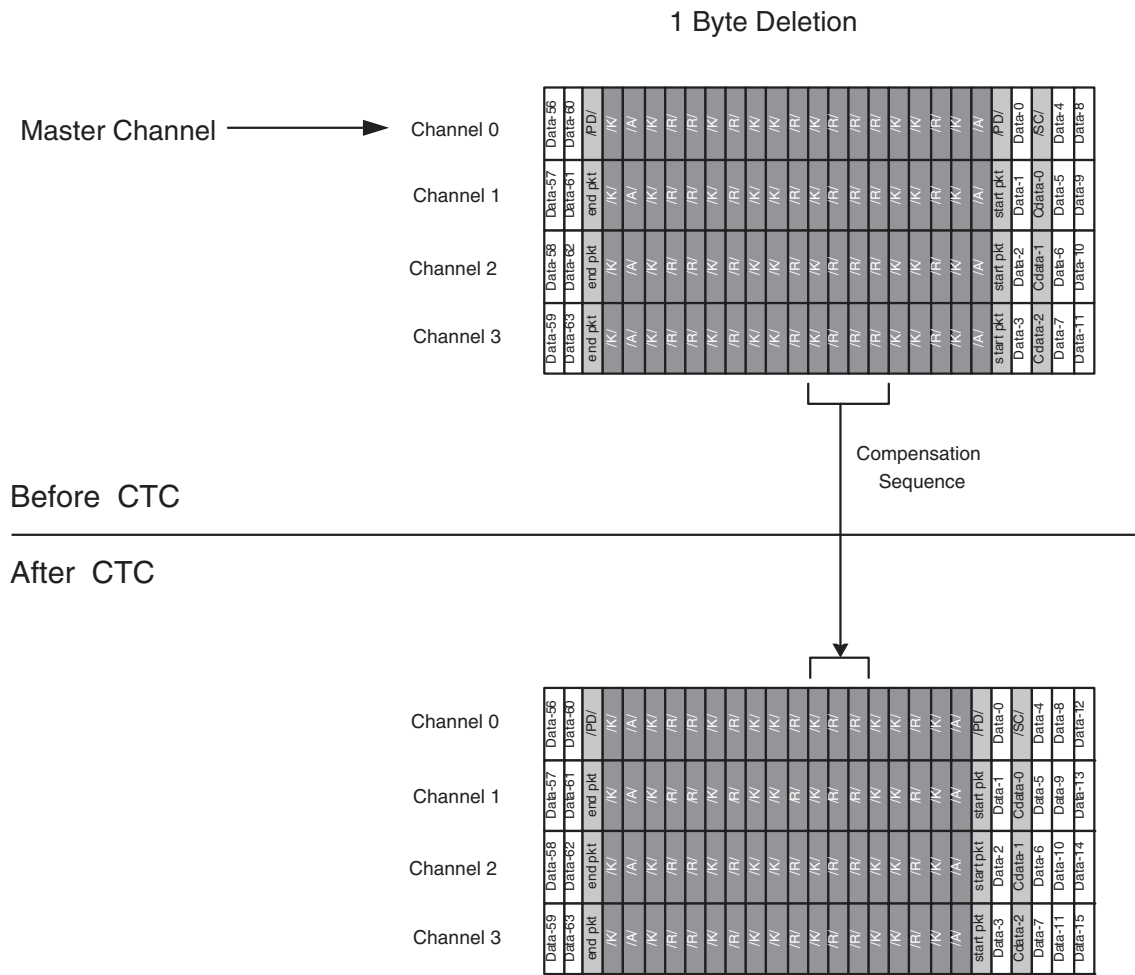 1 Byte Deletion
Master Channel
Channel 0
Data-56 Data-60 /PD/ /K/ /A/ /K/ /R/ /R/ /K/ /R/ /K/ /K/ /R/ /K/ /R/ /R/ /R/ /K/ /K/ /R/ /K/ /A/ /PD/ Data-0 /SC/ Data-4 Data-8
Channel 1
Data-57 Data-61 end pkt /K/ /A/ /K/ /R/ /R/ /K/ /R/ /K/ /K/ /R/ /K/ /R/ /R/ /R/ /K/ /K/ /R/ /K/ /A/ start pkt Data-1 Cdata-0 Data-5 Data-9
Channel 2
Data-58 Data-62 end pkt /K/ /A/ /K/ /R/ /R/ /K/ /R/ /K/ /K/ /R/ /K/ /R/ /R/ /R/ /K/ /K/ /R/ /K/ /A/ start pkt Data-2 Cdata-1 Data-6 Data-10
Channel 3
Data-59 Data-63 end pkt /K/ /A/ /K/ /R/ /R/ /K/ /R/ /K/ /K/ /R/ /K/ /R/ /R/ /R/ /K/ /K/ /R/ /K/ /A/ start pkt Data-3 Cdata-2 Data-7 Data-11
Compensation
Sequence
Before CTC
After CTC
Channel 0
Data-56 Data-60 /PD/ /K/ /A/ /K/ /R/ /R/ /K/ /R/ /K/ /K/ /R/ /K/ /R/ /R/ /K/ /K/ /R/ /K/ /A/ /PD/ Data-0 /SC/ Data-4 Data-8 Data-12
Channel 1
Data-57 Data-61 end pkt /K/ /A/ /K/ /R/ /R/ /K/ /R/ /K/ /K/ /R/ /K/ /R/ /R/ /K/ /K/ /R/ /K/ /A/ start pkt Data-1 Cdata-0 Data-5 Data-9 Data-13
Channel 2
Data-58 Data-62 end pkt /K/ /A/ /K/ /R/ /R/ /K/ /R/ /K/ /K/ /R/ /K/ /R/ /R/ /K/ /K/ /R/ /K/ /A/ start pkt Data-2 Cdata-1 Data-6 Data-10 Data-14
Channel 3
Data-59 Data-63 end pkt /K/ /A/ /K/ /R/ /R/ /K/ /R/ /K/ /K/ /R/ /K/ /R/ /R/ /K/ /K/ /R/ /K/ /A/ start pkt Data-3 Cdata-2 Data-7 Data-11 Data-15